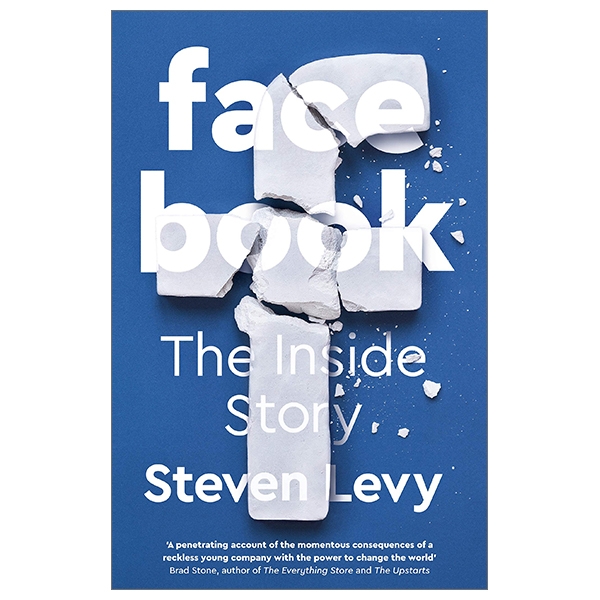 face
book
The Inside
Story
Steven Levy
'A penetrating account of the momentous consequences of a
reckless young company with the power to change the world'
Brad Stone, author of The Everything Store and The Upstarts